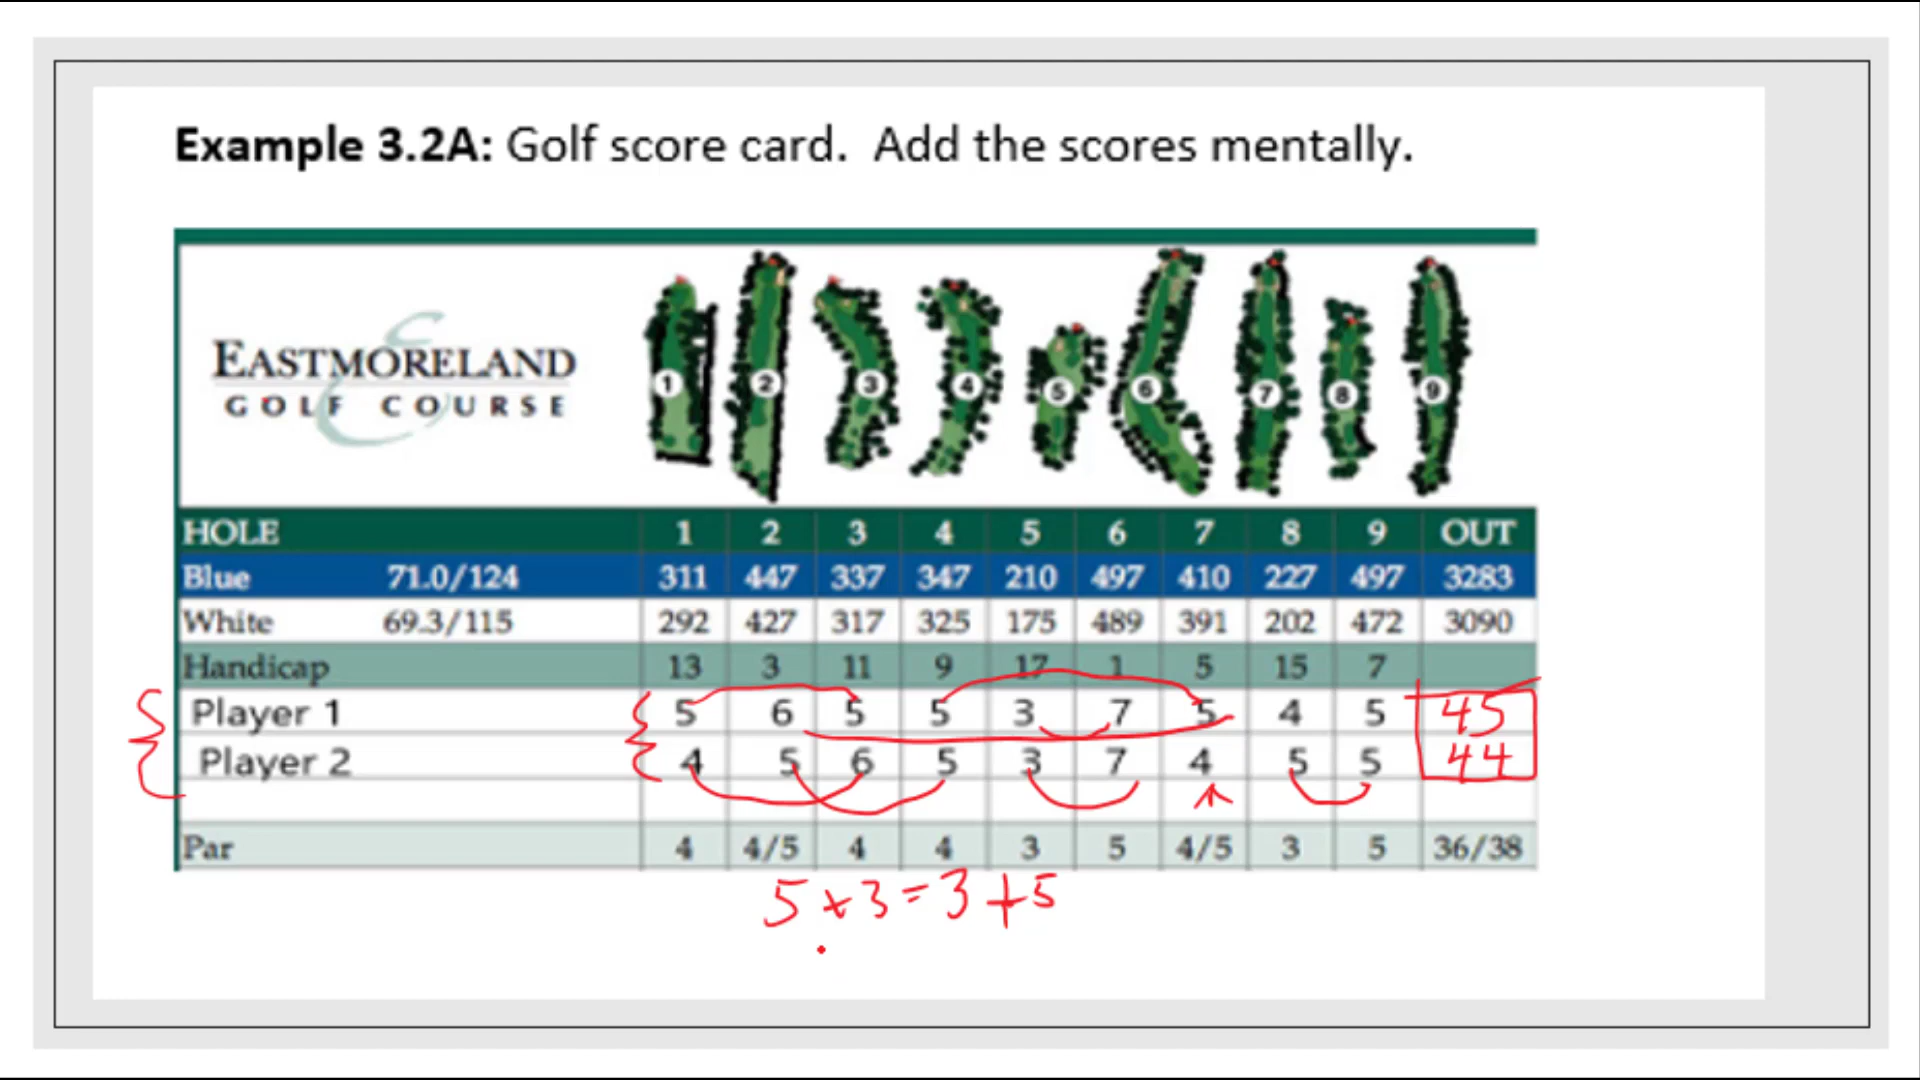 Example 3.2A: Golf score card. Add the scores mentally.
EASTMORELAND
GOLF COURSE
1 2 3 4 5 6 7 8 9
HOLE 1 2 3 4 5 6 7 8 9 OUT
Blue 71.0/124 311 447 337 347 210 497 410 227 497 3283
White 69.3/115 292 427 317 325 175 489 391 202 472 3090
Handicap 13 3 11 9 17 1 5 15 7
Player 1 5 6 5 5 3 7 5 4 5 45
Player 2 4 5 6 5 3 7 4 5 5 44
Par 4 4/5 4 4 3 5 4/5 3 5 36/38
5 + 3 = 3 + 5